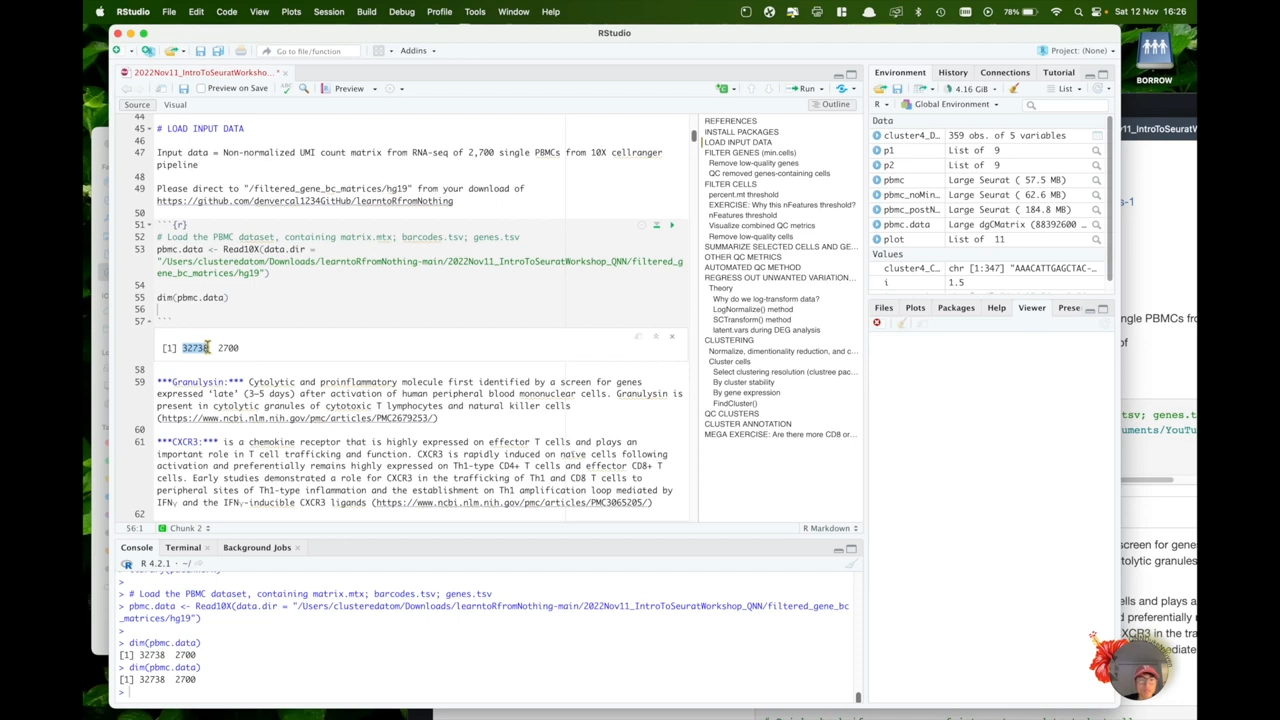 RStudio File Edit Code View Plots Session Build Debug Profile Tools Window Help 78% Sat 12 Nov 16:26
RStudio
Go to file/function Addins Project: (None)
2022Nov11_IntroToSeuratWorksho... *
Preview on Save Preview Run
Source Visual Outline
44
45 # LOAD INPUT DATA
46
47 Input data = Non-normalized UMI count matrix from RNA-seq of 2,700 single PBMCs from 10X cellranger
pipeline
48
49 Please direct to "/filtered_gene_bc_matrices/hg19" from your download of
https://github.com/denvercal1234GitHub/learntoRfromNothing
50
51 ```{r}
52 # Load the PBMC dataset, containing matrix.mtx; barcodes.tsv; genes.tsv
53 pbmc.data <- Read10X(data.dir =
"/Users/clusteredatom/Downloads/learntoRfromNothing-main/2022Nov11_IntroToSeuratWorkshop_QNN/filtered_g
ene_bc_matrices/hg19")
54
55 dim(pbmc.data)
56
57 ```
[1] 32738 2700
58
59 ***Granulysin:*** Cytolytic and proinflammatory molecule first identified by a screen for genes
expressed ‘late’ (3–5 days) after activation of human peripheral blood mononuclear cells. Granulysin is
present in cytolytic granules of cytotoxic T lymphocytes and natural killer cells
(https://www.ncbi.nlm.nih.gov/pmc/articles/PMC2679253/)
60
61 ***CXCR3:*** is a chemokine receptor that is highly expressed on effector T cells and plays an
important role in T cell trafficking and function. CXCR3 is rapidly induced on naïve cells following
activation and preferentially remains highly expressed on Th1-type CD4+ T cells and effector CD8+ T
cells. Early studies demonstrated a role for CXCR3 in the trafficking of Th1 and CD8 T cells to
peripheral sites of Th1-type inflammation and the establishment on Th1 amplification loop mediated by
IFNγ and the IFNγ-inducible CXCR3 ligands (https://www.ncbi.nlm.nih.gov/pmc/articles/PMC3065205/)
62
56:1 Chunk 2 R Markdown
REFERENCES
INSTALL PACKAGES
LOAD INPUT DATA
FILTER GENES (min.cells)
Remove low-quality genes
QC removed genes-containing cells
FILTER CELLS
percent.mt threshold
EXERCISE: Why this nFeatures threshold?
nFeatures threshold
Visualize combined QC metrics
Remove low-quality cells
SUMMARIZE SELECTED CELLS AND GE...
OTHER QC METRICS
AUTOMATED QC METHOD
REGRESS OUT UNWANTED VARIATION...
Theory
Why do we log-transform data?
LogNormalize() method
SCTransform() method
latent.vars during DEG analysis
CLUSTERING
Normalize, dimentionality reduction, and c...
Cluster cells
Select clustering resolution (clustree pac...
By cluster stability
By gene expression
FindCluster()
QC CLUSTERS
CLUSTER ANNOTATION
MEGA EXERCISE: Are there more CD8 or...
Console Terminal Background Jobs
R 4.2.1 · ~/
>
> # Load the PBMC dataset, containing matrix.mtx; barcodes.tsv; genes.tsv
> pbmc.data <- Read10X(data.dir = "/Users/clusteredatom/Downloads/learntoRfromNothing-main/2022Nov11_IntroToSeuratWorkshop_QNN/filtered_gene_bc
_matrices/hg19")
>
> dim(pbmc.data)
[1] 32738 2700
> dim(pbmc.data)
[1] 32738 2700
>
Environment History Connections Tutorial
4.16 GiB List
R Global Environment
Data
cluster4_D... 359 obs. of 5 variables
p1 List of 9
p2 List of 9
pbmc Large Seurat ( 57.5 MB)
pbmc_noMin... Large Seurat ( 62.6 MB)
pbmc_postN... Large Seurat ( 184.8 MB)
pbmc.data Large dgCMatrix (88392600 ...
plot List of 11
Values
cluster4_C... chr [1:347] "AAACATTGAGCTAC-...
i 1.5
Files Plots Packages Help Viewer Prese
BORROW